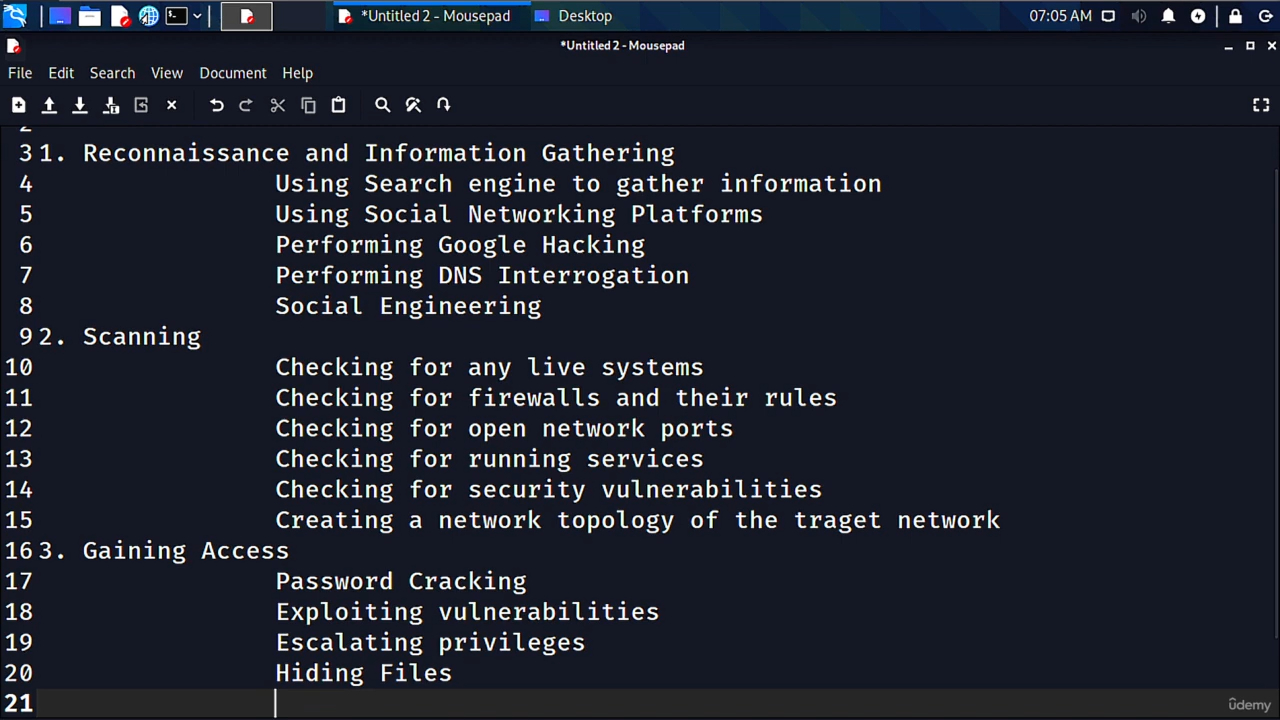 *Untitled 2 - Mousepad
Desktop
07:05 AM
*Untitled 2 - Mousepad
File Edit Search View Document Help
2
3 1. Reconnaissance and Information Gathering
4 Using Search engine to gather information
5 Using Social Networking Platforms
6 Performing Google Hacking
7 Performing DNS Interrogation
8 Social Engineering
9 2. Scanning
10 Checking for any live systems
11 Checking for firewalls and their rules
12 Checking for open network ports
13 Checking for running services
14 Checking for security vulnerabilities
15 Creating a network topology of the traget network
16 3. Gaining Access
17 Password Cracking
18 Exploiting vulnerabilities
19 Escalating privileges
20 Hiding Files
21
ûdemy